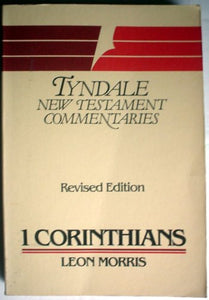 TYNDALE
NEW TESTAMENT
COMMENTARIES
Revised Edition
1 CORINTHIANS
LEON MORRIS